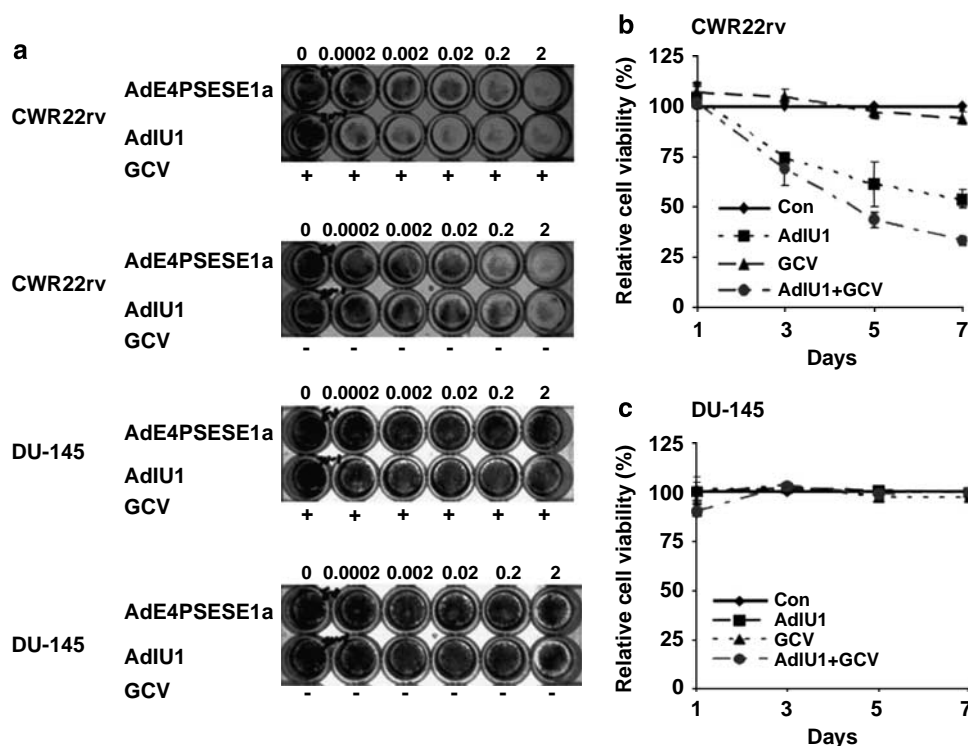 a
0 0.0002 0.002 0.02 0.2 2
CWR22rv
AdE4PSESE1a
AdIU1
GCV
+ + + + + +
0 0.0002 0.002 0.02 0.2 2
CWR22rv
AdE4PSESE1a
AdIU1
GCV
- - - - - -
0 0.0002 0.002 0.02 0.2 2
DU-145
AdE4PSESE1a
AdIU1
GCV
+ + + + + +
0 0.0002 0.002 0.02 0.2 2
DU-145
AdE4PSESE1a
AdIU1
GCV
- - - - - -
b CWR22rv
Relative cell viability (%)
125
100
75
50
25
0
Con
AdIU1
GCV
AdIU1+GCV
1 3 5 7
Days
c DU-145
Relative cell viability (%)
125
100
75
50
25
0
Con
AdIU1
GCV
AdIU1+GCV
1 3 5 7
Days